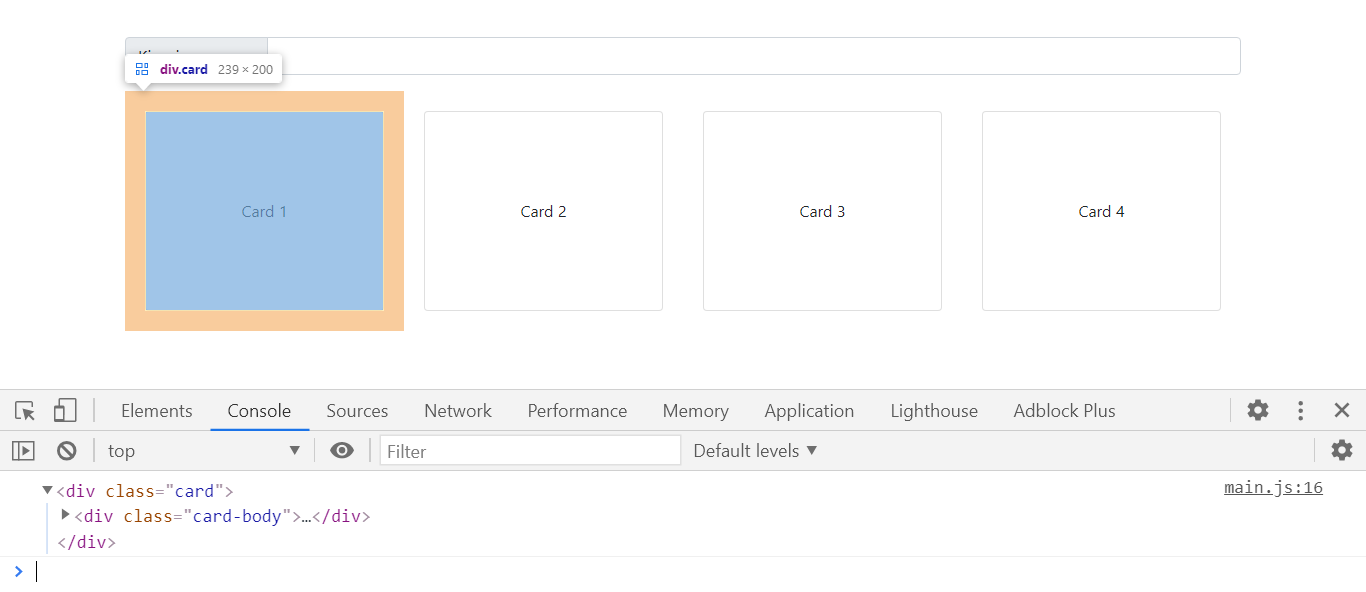 div.card 239 × 200
Card 1 Card 2 Card 3 Card 4
Elements Console Sources Network Performance Memory Application Lighthouse Adblock Plus
top Filter Default levels
<div class="card"> main.js:16
<div class="card-body">…</div>
</div>